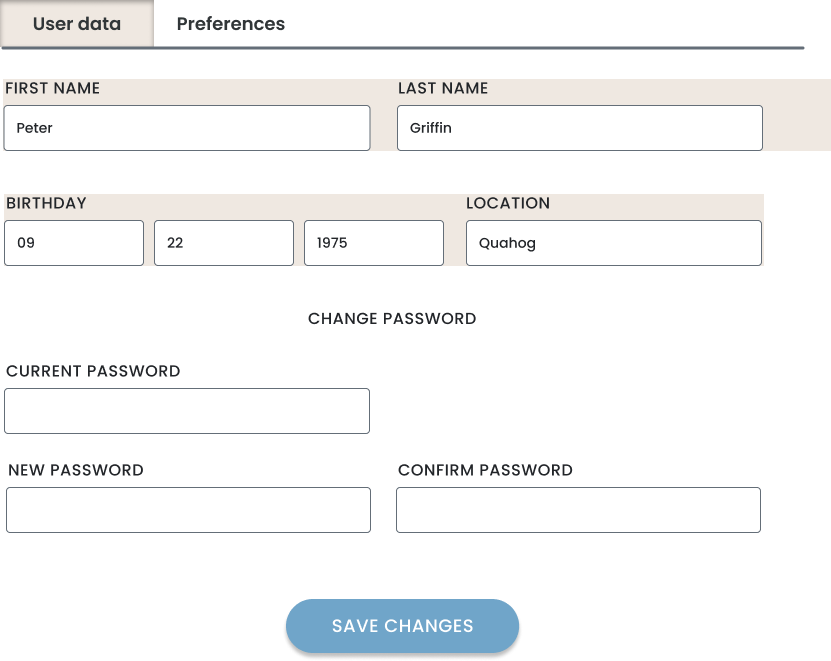 User data Preferences
FIRST NAME LAST NAME
Peter Griffin
BIRTHDAY LOCATION
09 22 1975 Quahog
CHANGE PASSWORD
CURRENT PASSWORD
NEW PASSWORD CONFIRM PASSWORD
SAVE CHANGES